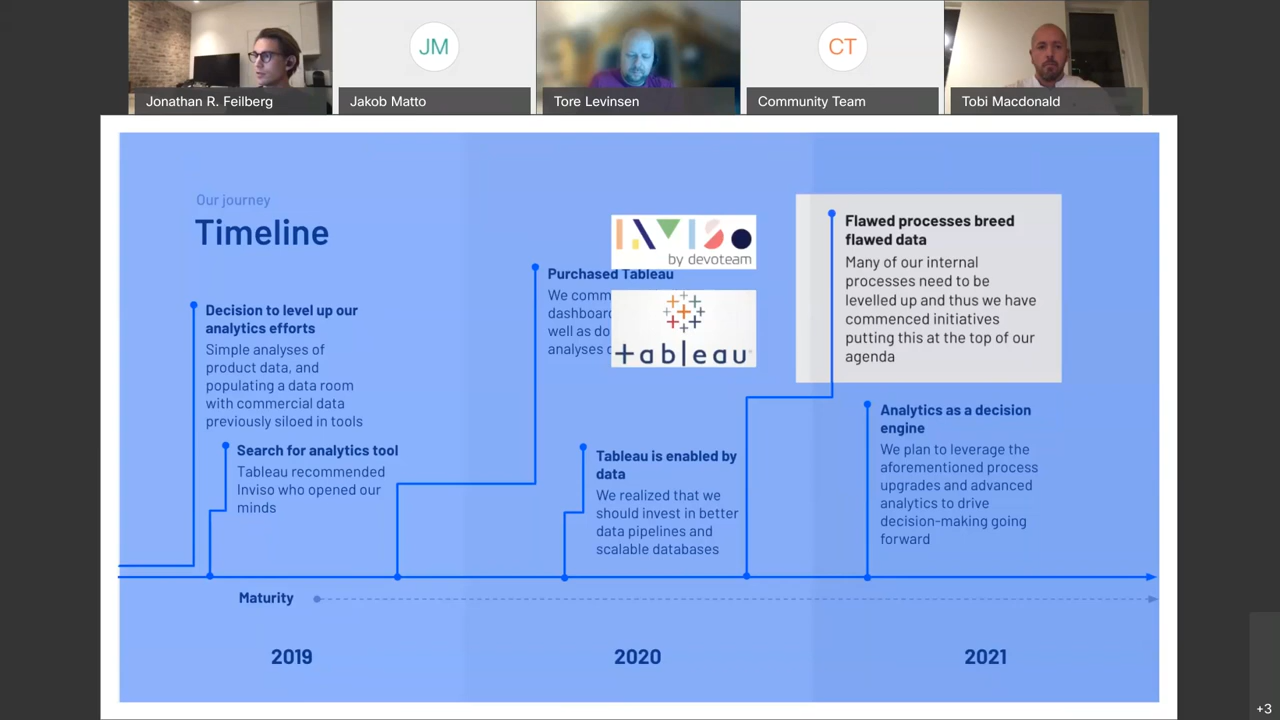 Jonathan R. Feilberg
JM
Jakob Matto
Tore Levinsen
CT
Community Team
Tobi Macdonald
Our journey
Timeline
Decision to level up our
analytics efforts
Simple analyses of
product data, and
populating a data room
with commercial data
previously siloed in tools
Search for analytics tool
Tableau recommended
Inviso who opened our
minds
INVISO
by devoteam
Purchased Tableau
We comm
dashboar
well as do
analyses
tableau
Tableau is enabled by
data
We realized that we
should invest in better
data pipelines and
scalable databases
Flawed processes breed
flawed data
Many of our internal
processes need to be
levelled up and thus we have
commenced initiatives
putting this at the top of our
agenda
Analytics as a decision
engine
We plan to leverage the
aforementioned process
upgrades and advanced
analytics to drive
decision-making going
forward
Maturity
2019
2020
2021
+3